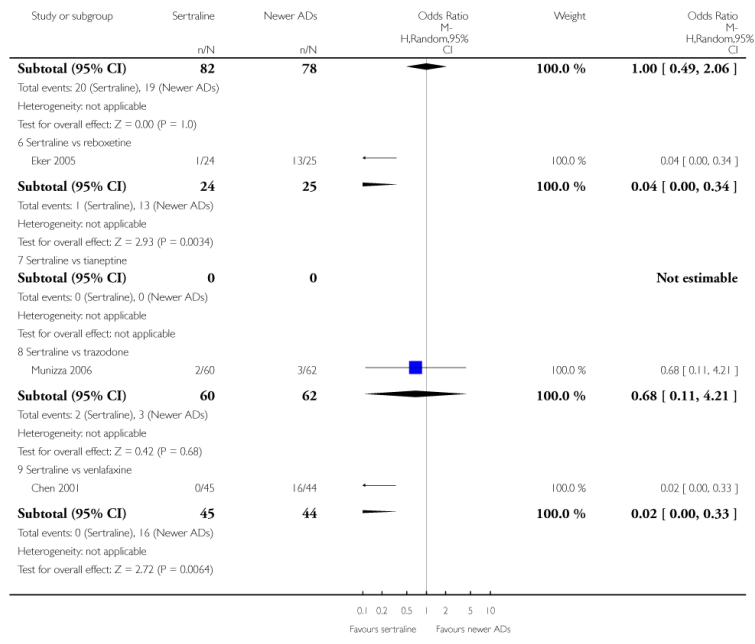 Study or subgroup Sertraline Newer ADs Odds Ratio Weight Odds Ratio
n/N n/N M-H,Random,95% CI M-H,Random,95% CI
Subtotal (95% CI) 82 78 100.0 % 1.00 [ 0.49, 2.06 ]
Total events: 20 (Sertraline), 19 (Newer ADs)
Heterogeneity: not applicable
Test for overall effect: Z = 0.00 (P = 1.0)
6 Sertraline vs reboxetine
Eker 2005 1/24 13/25 100.0 % 0.04 [ 0.00, 0.34 ]
Subtotal (95% CI) 24 25 100.0 % 0.04 [ 0.00, 0.34 ]
Total events: 1 (Sertraline), 13 (Newer ADs)
Heterogeneity: not applicable
Test for overall effect: Z = 2.93 (P = 0.0034)
7 Sertraline vs tianeptine
Subtotal (95% CI) 0 0 Not estimable
Total events: 0 (Sertraline), 0 (Newer ADs)
Heterogeneity: not applicable
Test for overall effect: not applicable
8 Sertraline vs trazodone
Munizza 2006 2/60 3/62 100.0 % 0.68 [ 0.11, 4.21 ]
Subtotal (95% CI) 60 62 100.0 % 0.68 [ 0.11, 4.21 ]
Total events: 2 (Sertraline), 3 (Newer ADs)
Heterogeneity: not applicable
Test for overall effect: Z = 0.42 (P = 0.68)
9 Sertraline vs venlafaxine
Chen 2001 0/45 16/44 100.0 % 0.02 [ 0.00, 0.33 ]
Subtotal (95% CI) 45 44 100.0 % 0.02 [ 0.00, 0.33 ]
Total events: 0 (Sertraline), 16 (Newer ADs)
Heterogeneity: not applicable
Test for overall effect: Z = 2.72 (P = 0.0064)
0.1 0.2 0.5 1 2 5 10
Favours sertraline Favours newer ADs